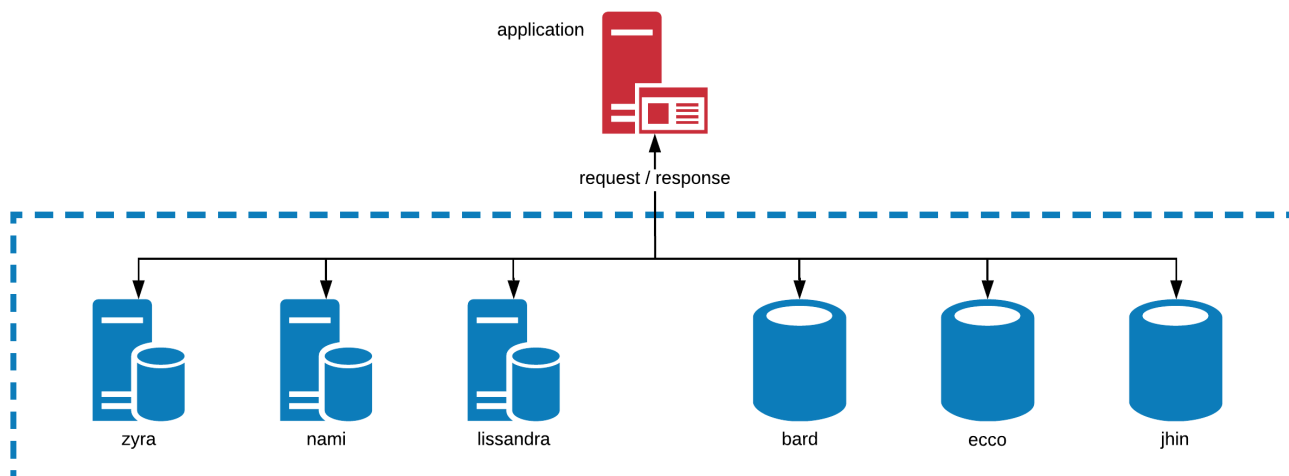 application
request / response
zyra
nami
lissandra
bard
ecco
jhin